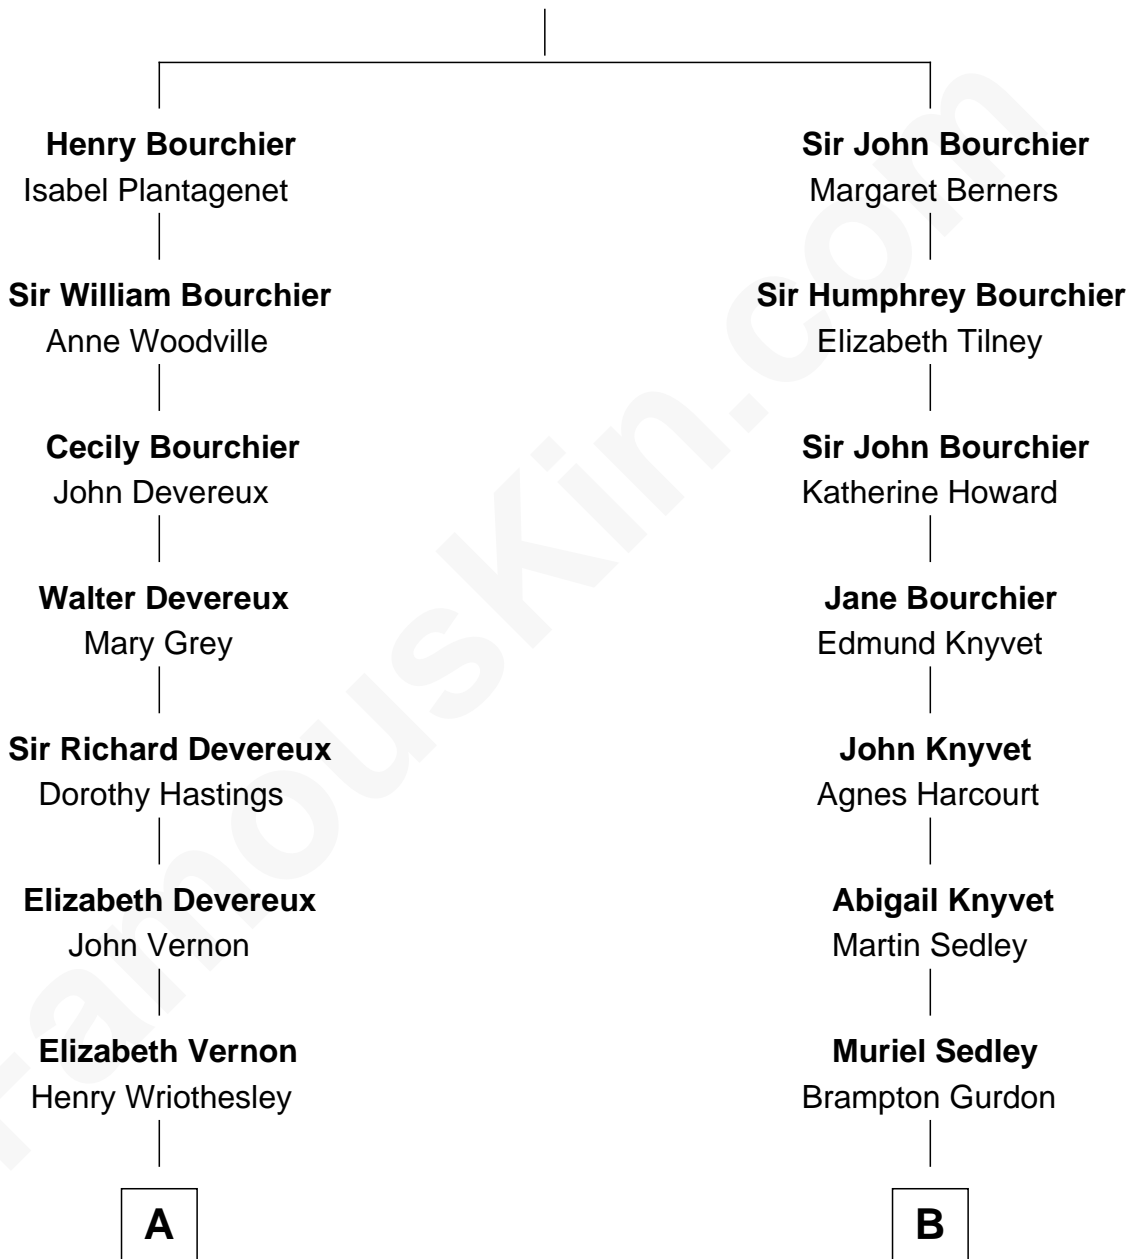 Henry Bourchier
Isabel Plantagenet
Sir William Bourchier
Anne Woodville
Cecily Bourchier
John Devereux
Walter Devereux
Mary Grey
Sir Richard Devereux
Dorothy Hastings
Elizabeth Devereux
John Vernon
Elizabeth Vernon
Henry Wriothesley
A
Sir John Bourchier
Margaret Berners
Sir Humphrey Bourchier
Elizabeth Tilney
Sir John Bourchier
Katherine Howard
Jane Bourchier
Edmund Knyvet
John Knyvet
Agnes Harcourt
Abigail Knyvet
Martin Sedley
Muriel Sedley
Brampton Gurdon
B
FamousKin.com